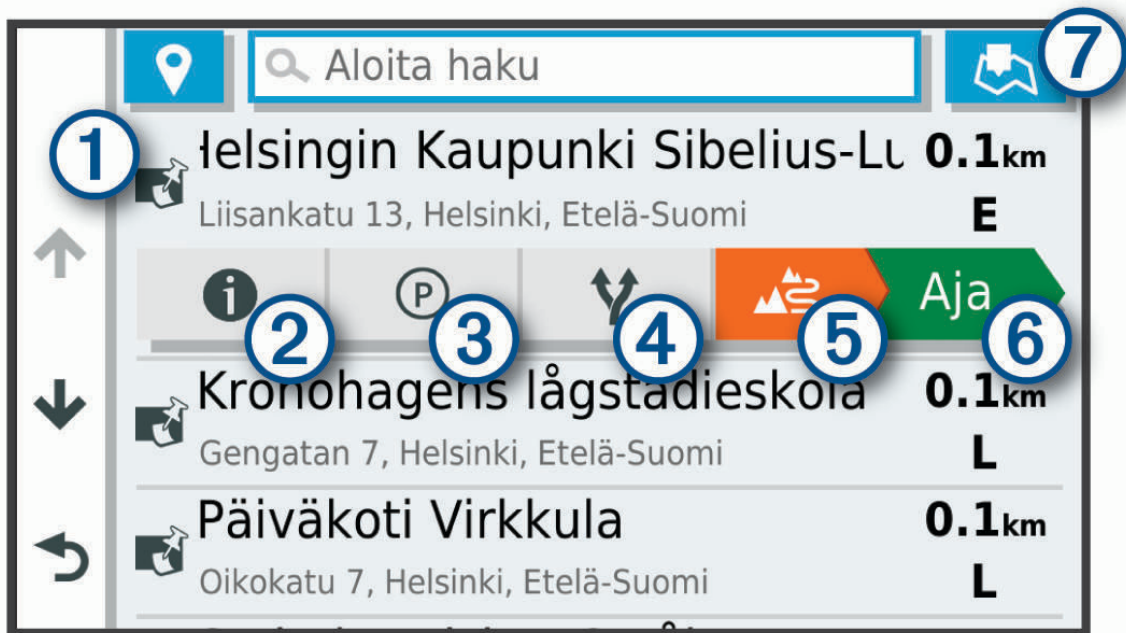 Aloita haku
7
1
Helsingin Kaupunki Sibelius-Lu 0.1km
Liisankatu 13, Helsinki, Etelä-Suomi E
i P Aja
2 3 4 5 6
Kronohagens lågstadieskola 0.1km
Gengatan 7, Helsinki, Etelä-Suomi L
Päiväkoti Virkkula 0.1km
Oikokatu 7, Helsinki, Etelä-Suomi L